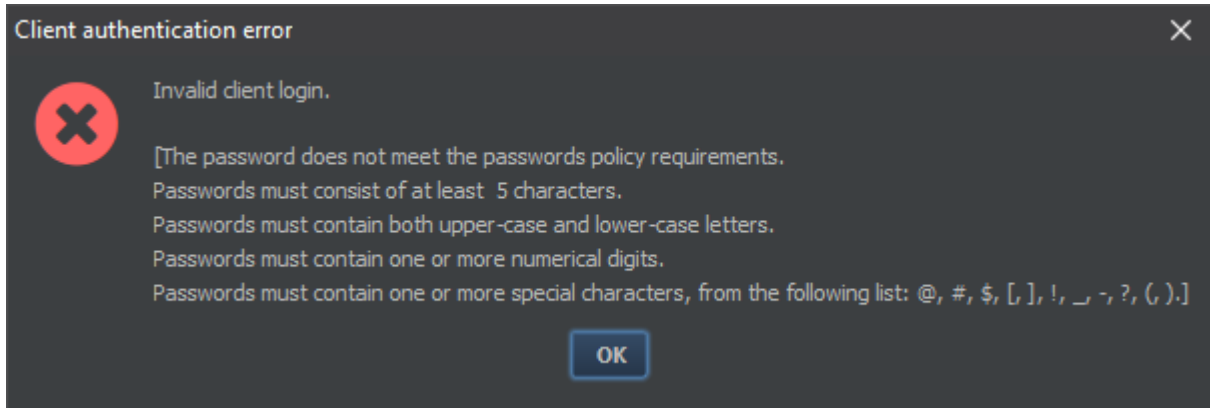 Client authentication error
Invalid client login.
[The password does not meet the passwords policy requirements.
Passwords must consist of at least  5 characters.
Passwords must contain both upper-case and lower-case letters.
Passwords must contain one or more numerical digits.
Passwords must contain one or more special characters, from the following list: @, #, $, [, ], !, _, -, ?, (, ).]
OK